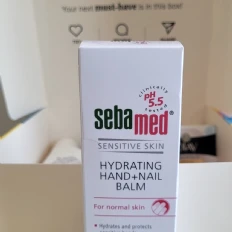 Your next must-have is in this box!
clinically
tested
pH
5.5
sebamed®
SENSITIVE SKIN
HYDRATING
HAND+NAIL
BALM
For normal skin
• Hydrates and protects